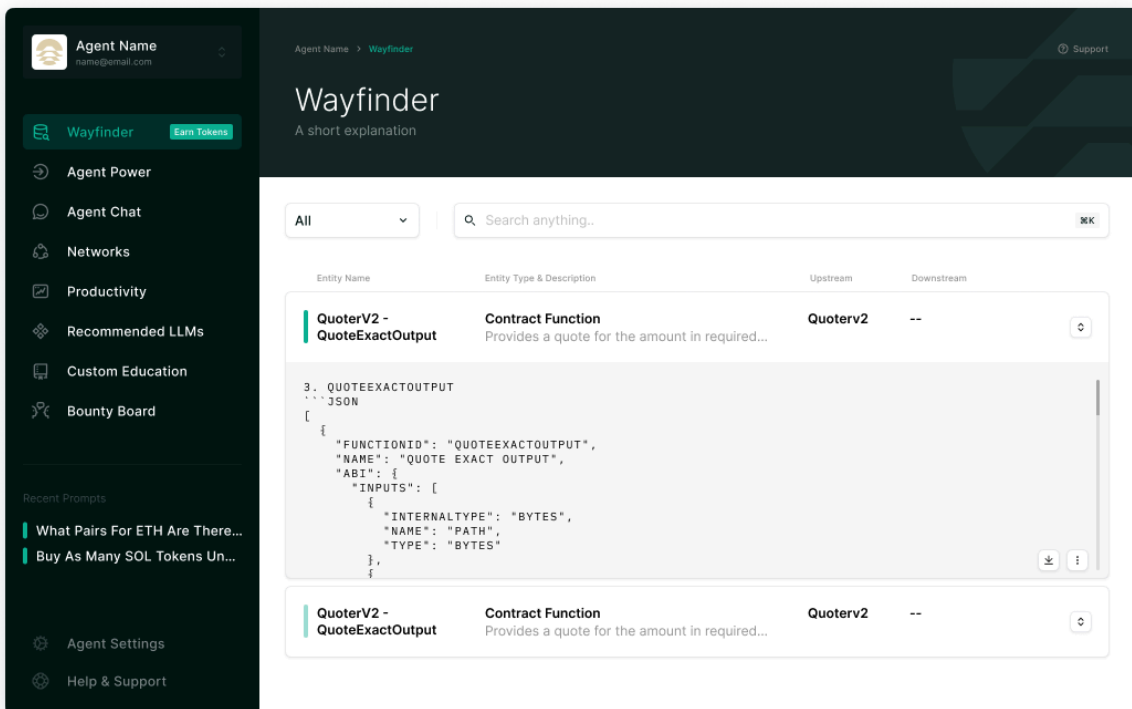 Agent Name
name@email.com
Wayfinder
Earn Tokens
Agent Power
Agent Chat
Networks
Productivity
Recommended LLMs
Custom Education
Bounty Board
Recent Prompts
What Pairs For ETH Are There...
Buy As Many SOL Tokens Un...
Agent Settings
Help & Support
Agent Name > Wayfinder
Support
Wayfinder
A short explanation
All
Search anything..
⌘K
Entity Name
Entity Type & Description
Upstream
Downstream
QuoterV2 -
QuoteExactOutput
Contract Function
Provides a quote for the amount in required...
Quoterv2
--
3. QUOTEEXACTOUTPUT
```JSON
[
{
"FUNCTIONID": "QUOTEEXACTOUTPUT",
"NAME": "QUOTE EXACT OUTPUT",
"ABI": {
"INPUTS": [
{
"INTERNALTYPE": "BYTES",
"NAME": "PATH",
"TYPE": "BYTES"
},
{
QuoterV2 -
QuoteExactOutput
Contract Function
Provides a quote for the amount in required...
Quoterv2
--